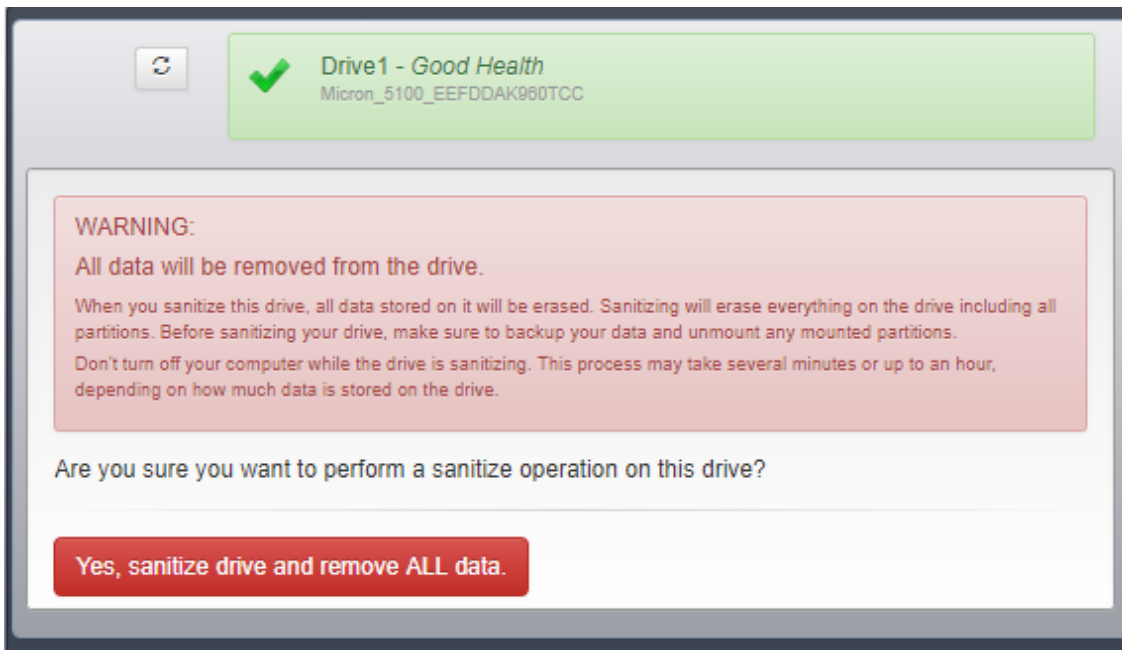 Drive1 - Good Health
Micron_5100_EEFDDAK960TCC
WARNING:
All data will be removed from the drive.
When you sanitize this drive, all data stored on it will be erased. Sanitizing will erase everything on the drive including all
partitions. Before sanitizing your drive, make sure to backup your data and unmount any mounted partitions.
Don't turn off your computer while the drive is sanitizing. This process may take several minutes or up to an hour,
depending on how much data is stored on the drive.
Are you sure you want to perform a sanitize operation on this drive?
Yes, sanitize drive and remove ALL data.